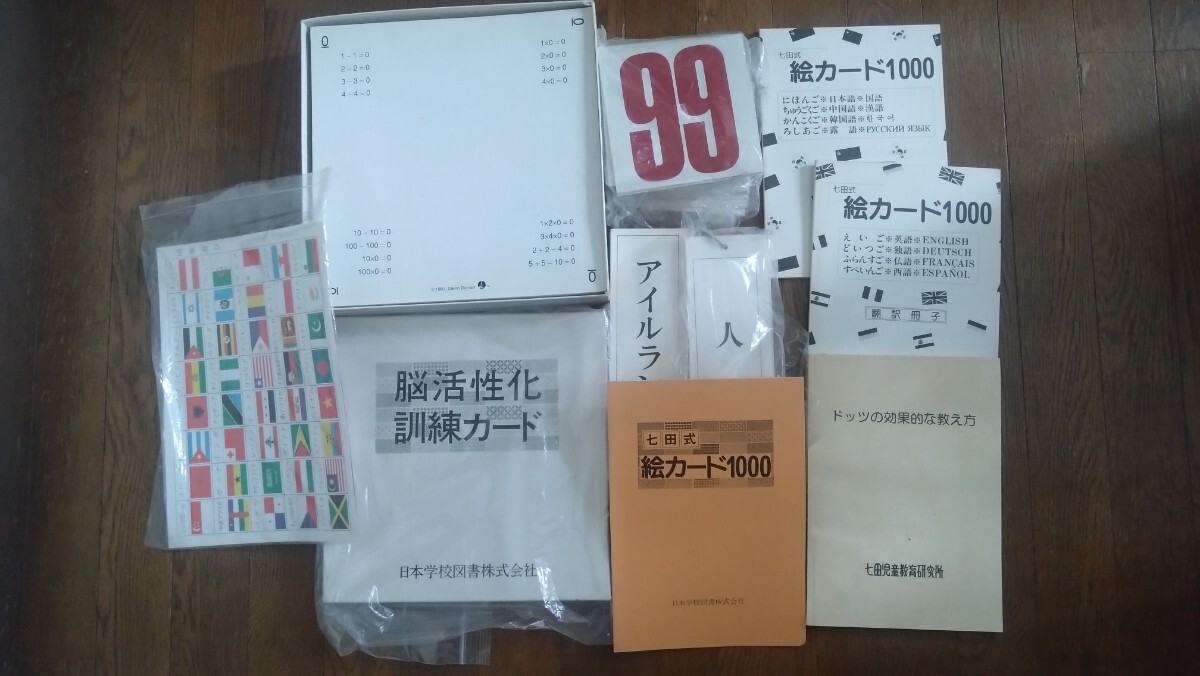 0
1-1=0
2-2=0
3-3=0
4-4=0
10
1×0=0
2×0=0
3×0=0
4×0=0
10-10=0
100-100=0
10×0=0
100×0=0
1×2×0=0
3×4×0=0
2+2-4=0
5+5-10=0
0
99
七田式
絵カード1000
にほんご※日本語※国語
ちゅうごくご※中国語※漢語
かんこくご※韓国語※한국어
ろしあご※露 語※РУССКИЙ ЯЗЫК
七田式
絵カード1000
えいご※英語※ENGLISH
どいつご※独語※DEUTSCH
ふらんすご※仏語※FRANÇAIS
すぺいんご※西語※ESPAÑOL
翻訳冊子
アイルラン
人
脳活性化
訓練カード
日本学校図書株式会社
七田式
絵カード1000
日本学校図書株式会社
ドッツの効果的な教え方
七田児童教育研究所